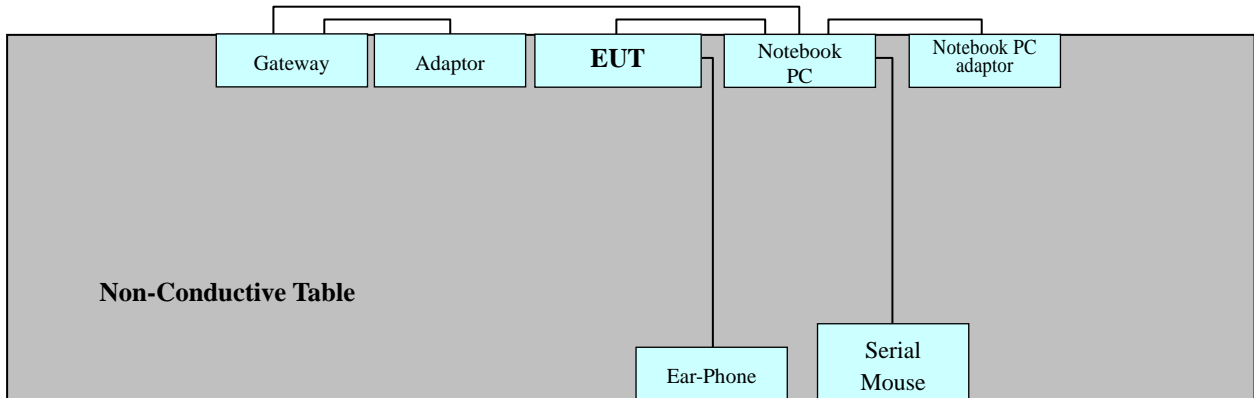 Gateway
Adaptor
EUT
Notebook
PC
Notebook PC
adaptor
Non-Conductive Table
Ear-Phone
Serial
Mouse